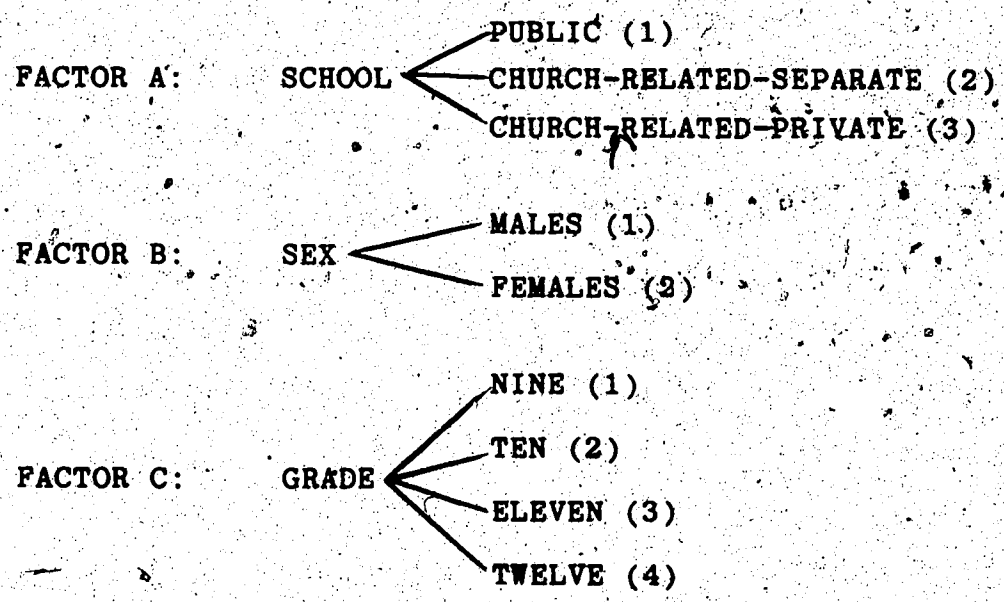 PUBLIC (1)
FACTOR A: SCHOOL CHURCH-RELATED-SEPARATE (2)
CHURCH-RELATED-PRIVATE (3)
MALES (1)
FACTOR B: SEX
FEMALES (2)
NINE (1)
TEN (2)
FACTOR C: GRADE
ELEVEN (3)
TWELVE (4)